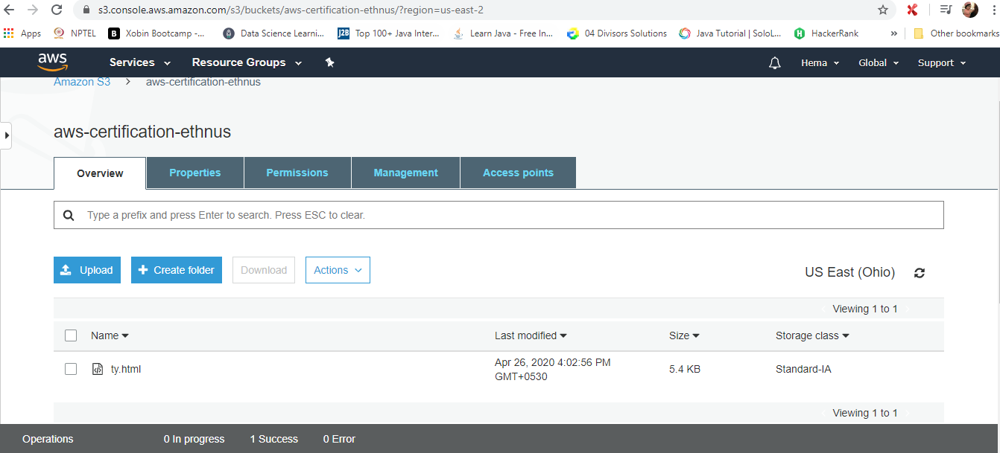 s3.console.aws.amazon.com/s3/buckets/aws-certification-ethnus/?region=us-east-2
Apps NPTEL B Xobin Bootcamp -... Data Science Learni... J2B Top 100+ Java Inter... Learn Java - Free In... 04 Divisors Solutions Java Tutorial | SoloL... H HackerRank » Other bookmarks
aws Services Resource Groups Hema Global Support
Amazon S3 > aws-certification-ethnus
aws-certification-ethnus
Overview Properties Permissions Management Access points
Type a prefix and press Enter to search. Press ESC to clear.
Upload + Create folder Download Actions US East (Ohio)
Viewing 1 to 1
Name Last modified Size Storage class
ty.html Apr 26, 2020 4:02:56 PM GMT+0530 5.4 KB Standard-IA
Viewing 1 to 1
Operations 0 In progress 1 Success 0 Error